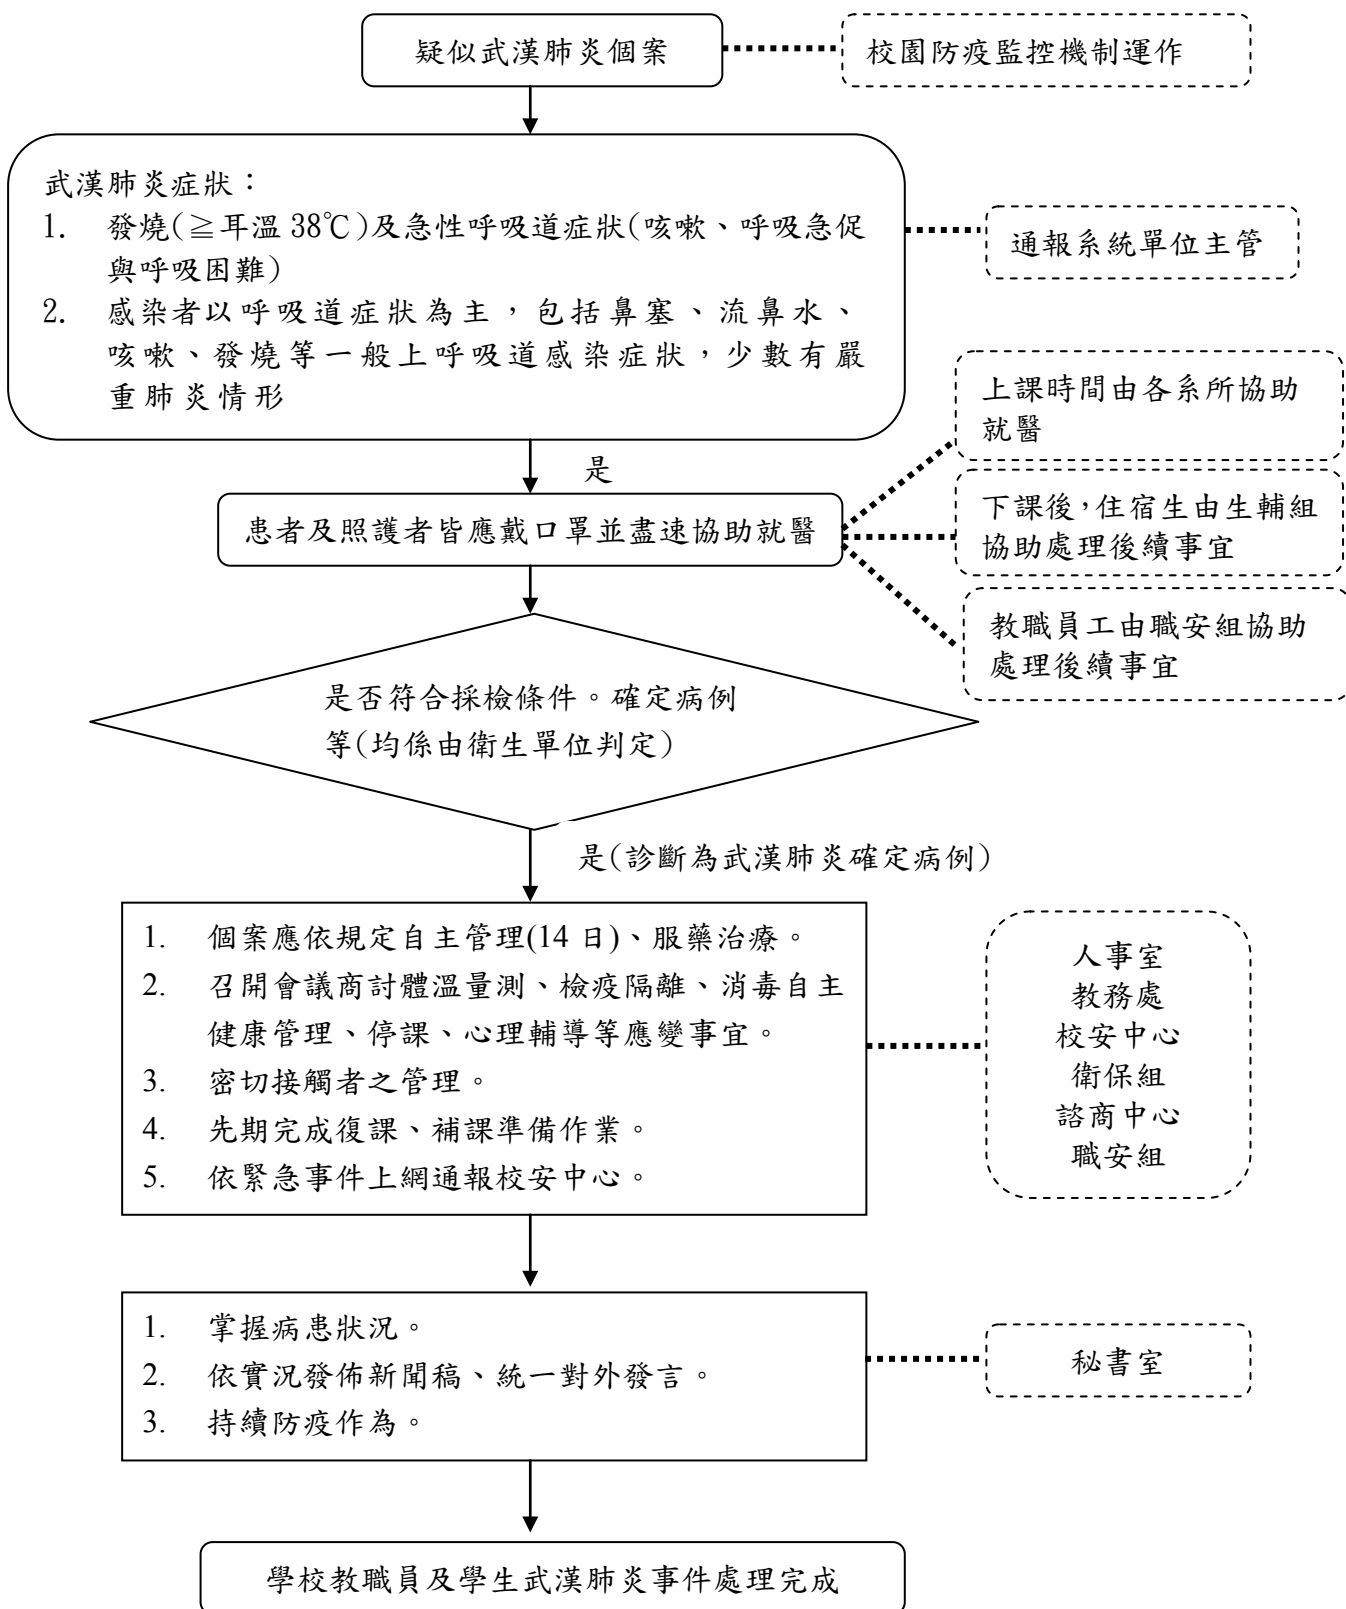 疑似武漢肺炎個案
校園防疫監控機制運作
武漢肺炎症狀：
1. 發燒(≧耳溫 38℃)及急性呼吸道症狀(咳嗽、呼吸急促
與呼吸困難)
2. 感染者以呼吸道症狀為主，包括鼻塞、流鼻水、
咳嗽、發燒等一般上呼吸道感染症狀，少數有嚴
重肺炎情形
通報系統單位主管
是
上課時間由各系所協助
就醫
下課後，住宿生由生輔組
協助處理後續事宜
教職員工由職安組協助
處理後續事宜
患者及照護者皆應戴口罩並盡速協助就醫
是否符合採檢條件。確定病例
等(均係由衛生單位判定)
是(診斷為武漢肺炎確定病例)
1. 個案應依規定自主管理(14 日)、服藥治療。
2. 召開會議商討體溫量測、檢疫隔離、消毒自主
健康管理、停課、心理輔導等應變事宜。
3. 密切接觸者之管理。
4. 先期完成復課、補課準備作業。
5. 依緊急事件上網通報校安中心。
人事室
教務處
校安中心
衛保組
諮商中心
職安組
1. 掌握病患狀況。
2. 依實況發佈新聞稿、統一對外發言。
3. 持續防疫作為。
秘書室
學校教職員及學生武漢肺炎事件處理完成